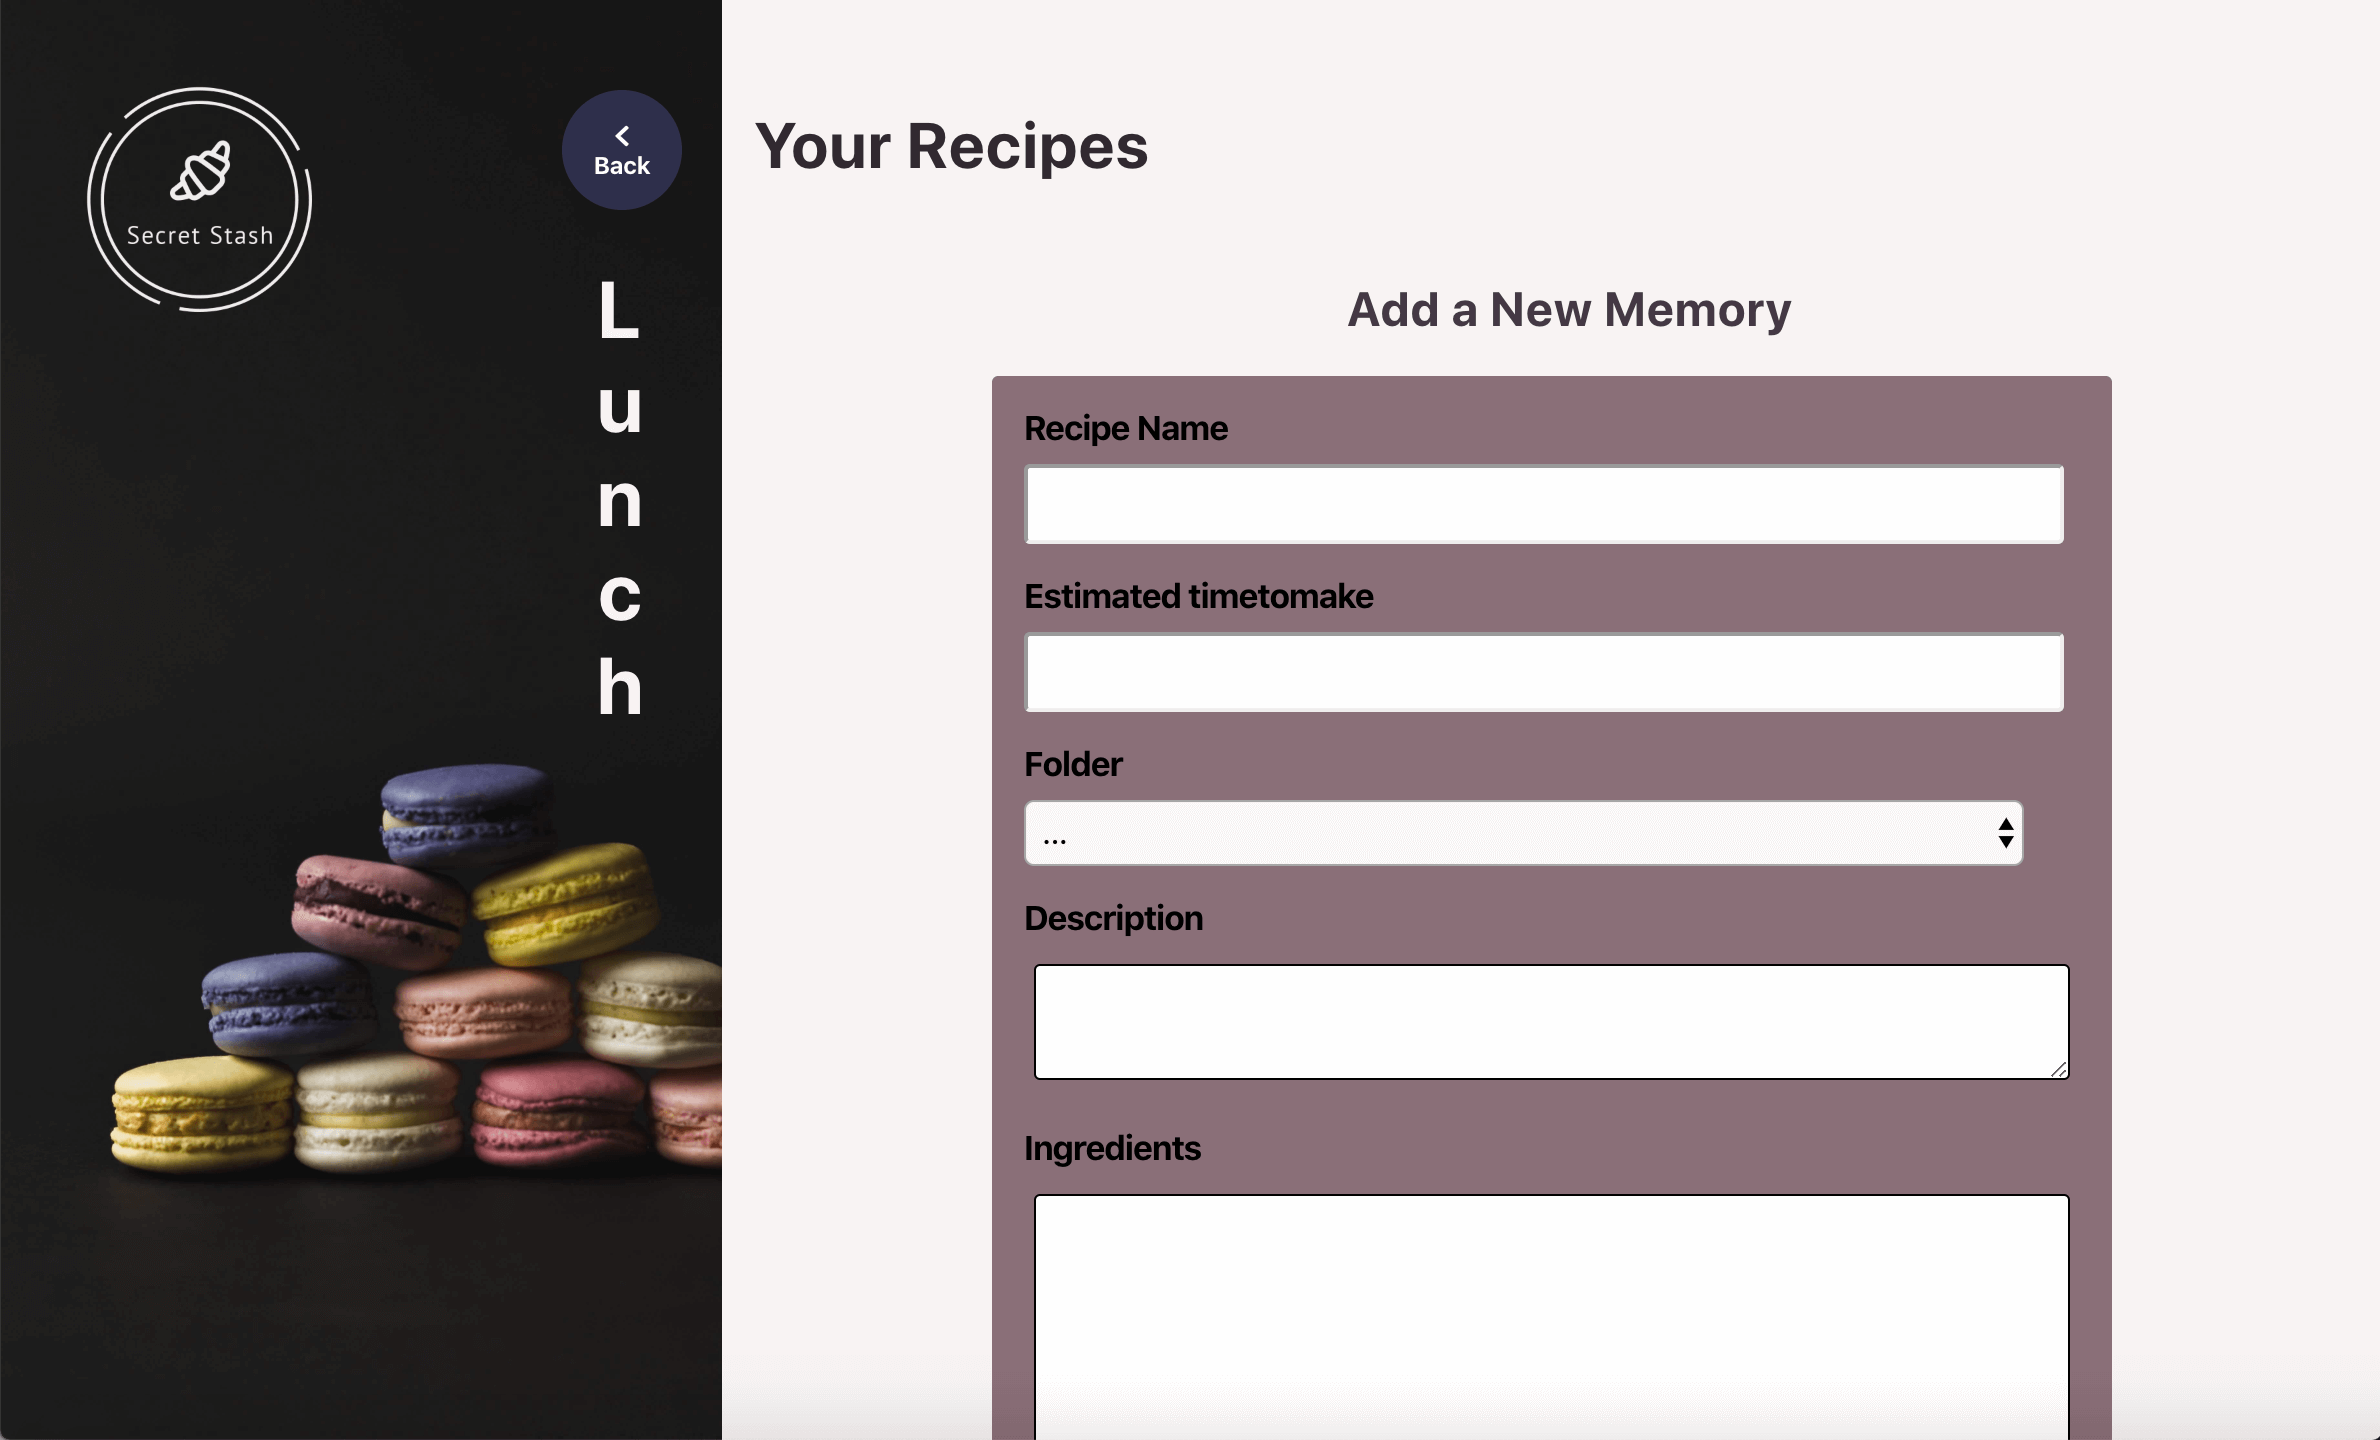 Secret Stash
Back
L
u
n
c
h
Your Recipes
Add a New Memory
Recipe Name
Estimated timetomake
Folder
...
Description
Ingredients